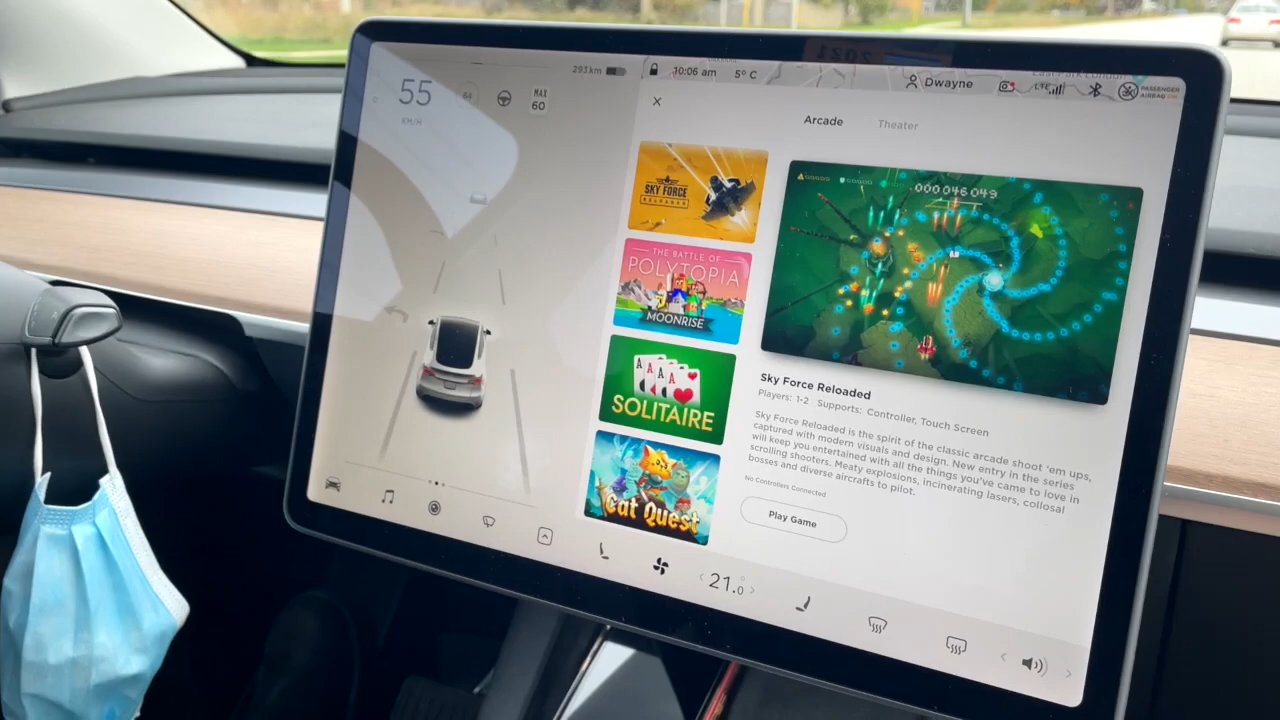 55
KM/H
MAX
60
293 km
10:06 am
5° C
Dwayne
LTE
PASSENGER
AIRBAG ON
Arcade
Theater
SKY FORCE
RELOADED
THE BATTLE OF
POLYTOPIA
MOONRISE
A A A A
SOLITAIRE
Cat Quest
000046049
Sky Force Reloaded
Players: 1-2 Supports: Controller, Touch Screen
Sky Force Reloaded is the spirit of the classic arcade shoot 'em ups,
captured with modern visuals and design. New entry in the series
will keep you entertained with all the things you've came to love in
scrolling shooters. Meaty explosions, incinerating lasers, collosal
bosses and diverse aircrafts to pilot.
No Controllers Connected
Play Game
21.0